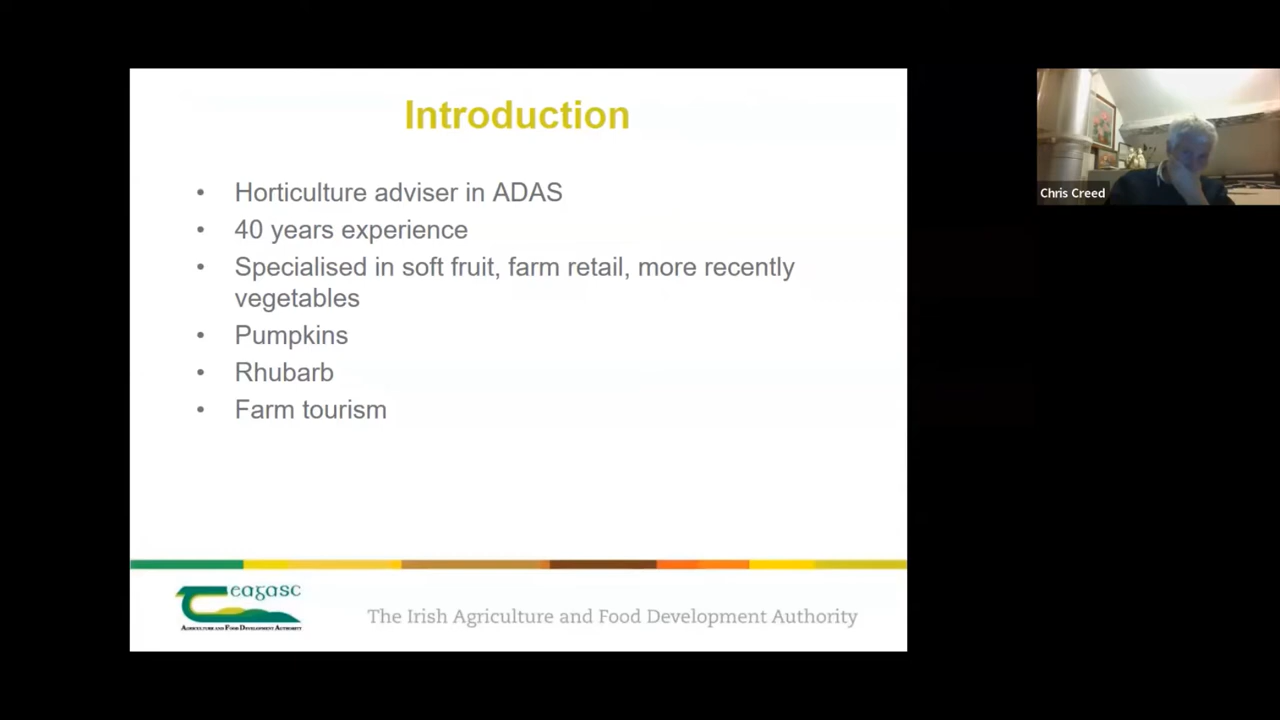 Introduction
• Horticulture adviser in ADAS
• 40 years experience
• Specialised in soft fruit, farm retail, more recently
vegetables
• Pumpkins
• Rhubarb
• Farm tourism
eagasc
AGRICULTURE AND FOOD DEVELOPMENT AUTHORITY
The Irish Agriculture and Food Development Authority
Chris Creed